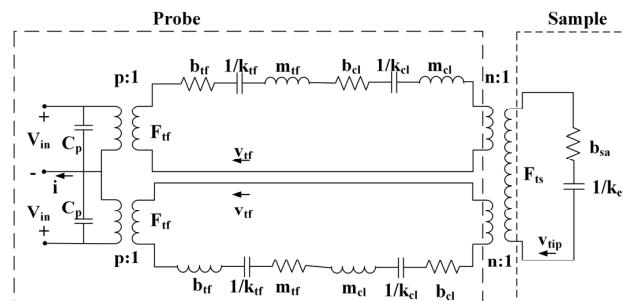 Probe
Sample
p:1
b_tf
1/k_tf
m_tf
b_cl
1/k_cl
m_cl
n:1
+
V_in
C_p
F_tf
v_tf
-
i
F_ts
b_sa
1/k_e
V_in
C_p
+
F_tf
v_tf
v_tip
p:1
n:1
b_tf
1/k_tf
m_tf
m_cl
1/k_cl
b_cl